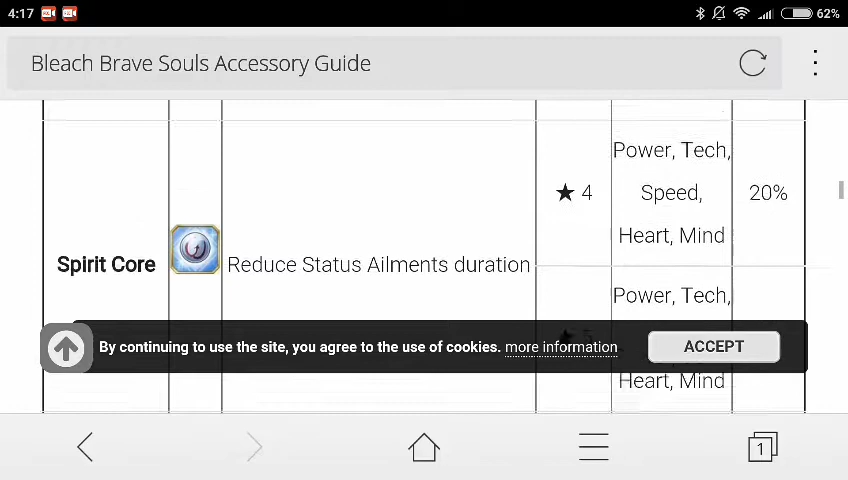 4:17
62%
Bleach Brave Souls Accessory Guide
Power, Tech,
★ 4
Speed,
20%
Heart, Mind
Spirit Core
Reduce Status Ailments duration
Power, Tech,
By continuing to use the site, you agree to the use of cookies. more information
ACCEPT
Heart, Mind
1